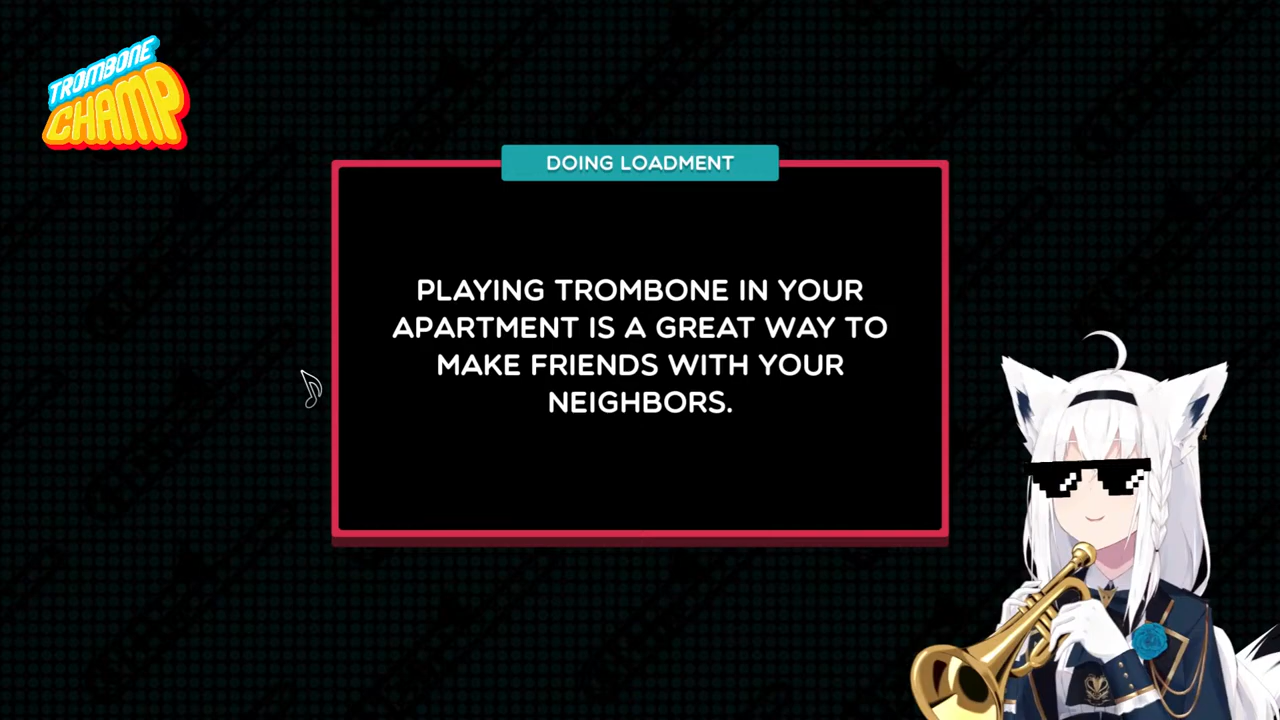 TROMBONE
CHAMP
DOING LOADMENT
PLAYING TROMBONE IN YOUR
APARTMENT IS A GREAT WAY TO
MAKE FRIENDS WITH YOUR
NEIGHBORS.